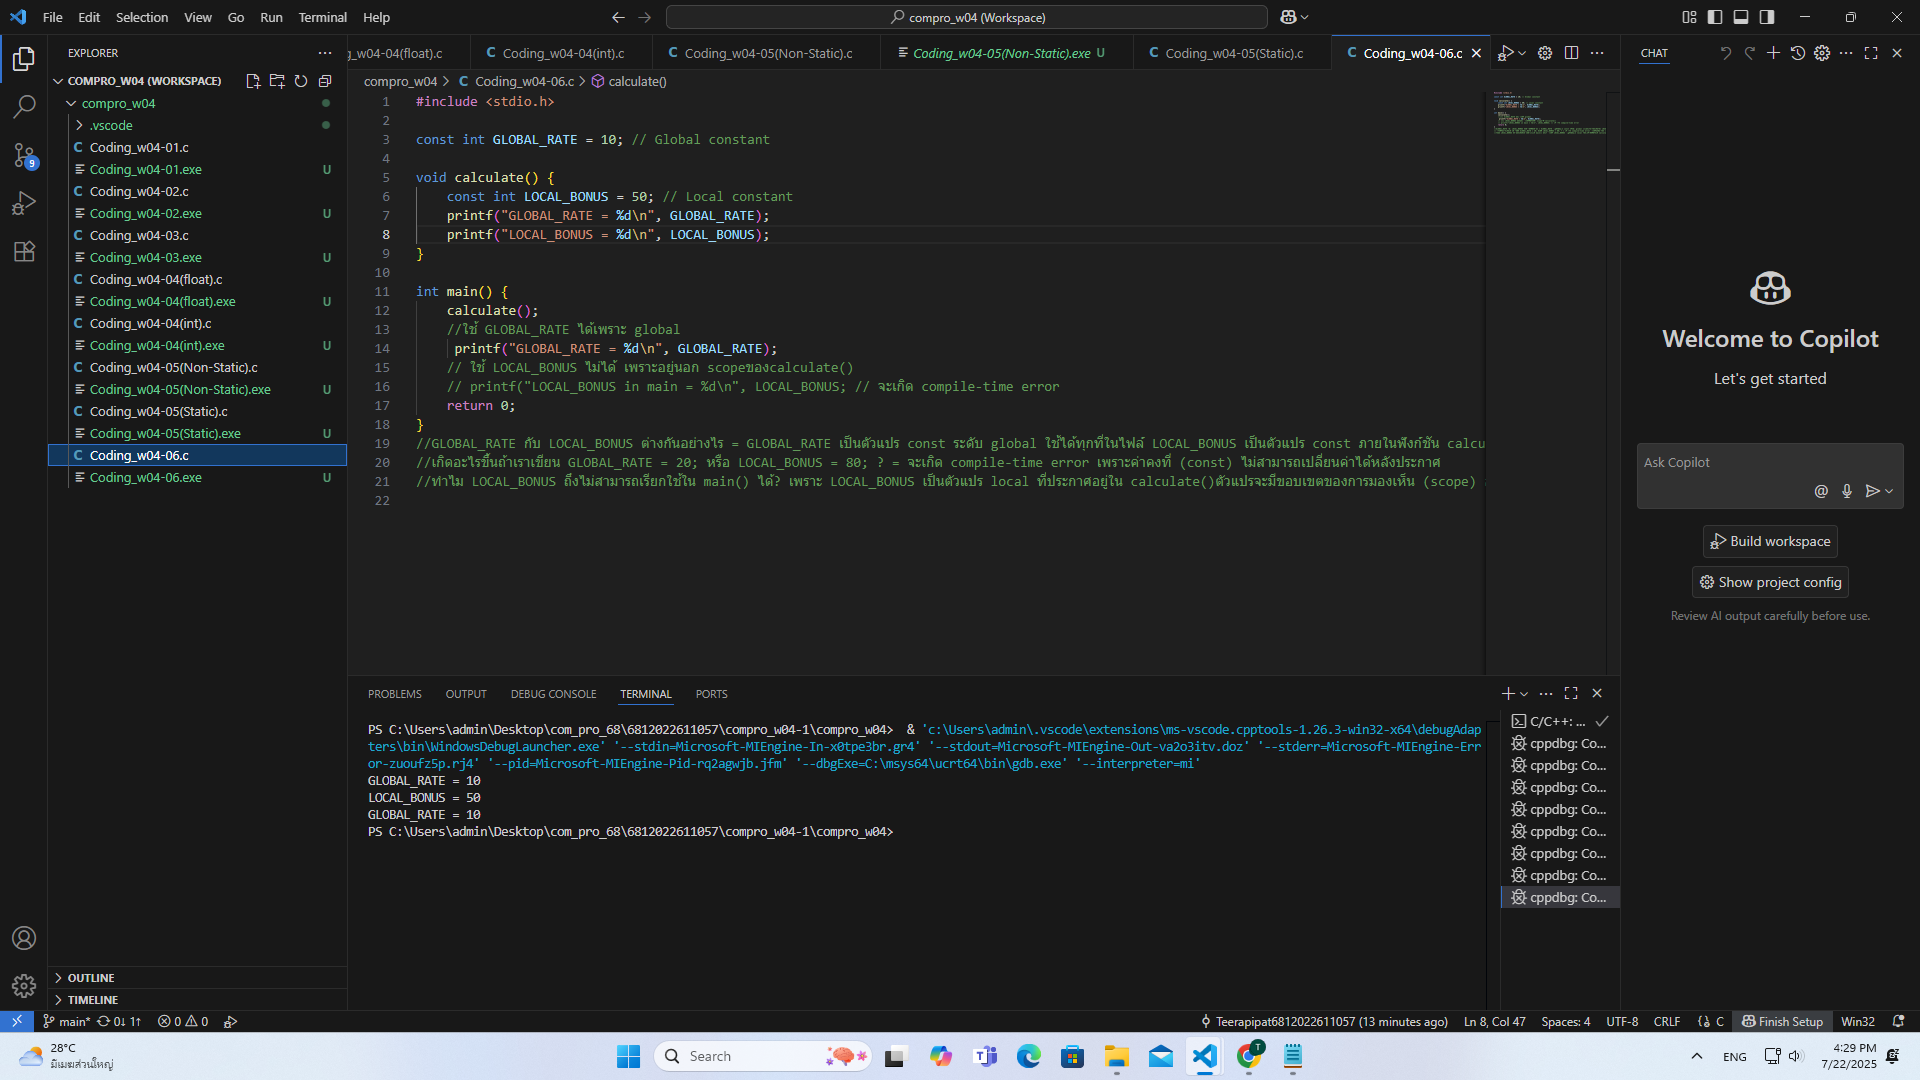 File Edit Selection View Go Run Terminal Help
compro_w04 (Workspace)
EXPLORER
COMPRO_W04 (WORKSPACE)
compro_w04
.vscode
Coding_w04-01.c
Coding_w04-01.exe U
Coding_w04-02.c
Coding_w04-02.exe U
Coding_w04-03.c
Coding_w04-03.exe U
Coding_w04-04(float).c
Coding_w04-04(float).exe U
Coding_w04-04(int).c
Coding_w04-04(int).exe U
Coding_w04-05(Non-Static).c
Coding_w04-05(Non-Static).exe U
Coding_w04-05(Static).c
Coding_w04-05(Static).exe U
Coding_w04-06.c
Coding_w04-06.exe U
OUTLINE
TIMELINE
g_w04-04(float).c Coding_w04-04(int).c Coding_w04-05(Non-Static).c Coding_w04-05(Non-Static).exe U Coding_w04-05(Static).c Coding_w04-06.c
compro_w04 > C Coding_w04-06.c > calculate()
1 #include <stdio.h>
2
3 const int GLOBAL_RATE = 10; // Global constant
4
5 void calculate() {
6 const int LOCAL_BONUS = 50; // Local constant
7 printf("GLOBAL_RATE = %d\n", GLOBAL_RATE);
8 printf("LOCAL_BONUS = %d\n", LOCAL_BONUS);
9 }
10
11 int main() {
12 calculate();
13 //ใช้ GLOBAL_RATE ได้เพราะ global
14 printf("GLOBAL_RATE = %d\n", GLOBAL_RATE);
15 // ใช้ LOCAL_BONUS ไม่ได้ เพราะอยู่นอก scopeของcalculate()
16 // printf("LOCAL_BONUS in main = %d\n", LOCAL_BONUS; // จะเกิด compile-time error
17 return 0;
18 }
19 //GLOBAL_RATE กับ LOCAL_BONUS ต่างกันอย่างไร = GLOBAL_RATE เป็นตัวแปร const ระดับ global ใช้ได้ทุกที่ในไฟล์ LOCAL_BONUS เป็นตัวแปร const ภายในฟังก์ชัน calcu
20 //เกิดอะไรขึ้นถ้าเราเขียน GLOBAL_RATE = 20; หรือ LOCAL_BONUS = 80; ? = จะเกิด compile-time error เพราะค่าคงที่ (const) ไม่สามารถเปลี่ยนค่าได้หลังประกาศ
21 //ทำไม LOCAL_BONUS ถึงไม่สามารถเรียกใช้ใน main() ได้? เพราะ LOCAL_BONUS เป็นตัวแปร local ที่ประกาศอยู่ใน calculate()ตัวแปรจะมีขอบเขตของการมองเห็น (scope)
22
PROBLEMS OUTPUT DEBUG CONSOLE TERMINAL PORTS
PS C:\Users\admin\Desktop\com_pro_68\6812022611057\compro_w04-1\compro_w04> & 'c:\Users\admin\.vscode\extensions\ms-vscode.cpptools-1.26.3-win32-x64\debugAdap
ters\bin\WindowsDebugLauncher.exe' '--stdin=Microsoft-MIEngine-In-x0tpe3br.gr4' '--stdout=Microsoft-MIEngine-Out-va2o3itv.doz' '--stderr=Microsoft-MIEngine-Err
or-zuoufz5p.rj4' '--pid=Microsoft-MIEngine-Pid-rq2agwjb.jfm' '--dbgExe=C:\msys64\ucrt64\bin\gdb.exe' '--interpreter=mi'
GLOBAL_RATE = 10
LOCAL_BONUS = 50
GLOBAL_RATE = 10
PS C:\Users\admin\Desktop\com_pro_68\6812022611057\compro_w04-1\compro_w04>
C/C++: ...
cppdbg: Co...
cppdbg: Co...
cppdbg: Co...
cppdbg: Co...
cppdbg: Co...
cppdbg: Co...
cppdbg: Co...
cppdbg: Co...
CHAT
Welcome to Copilot
Let's get started
Ask Copilot
Build workspace
Show project config
Review AI output carefully before use.
9
main* 0↓ 1↑ 0 0 Teerapipat6812022611057 (13 minutes ago) Ln 8, Col 47 Spaces: 4 UTF-8 CRLF {} C Finish Setup Win32
28°C
มีเมฆส่วนใหญ่
Search
T
ENG
4:29 PM
7/22/2025